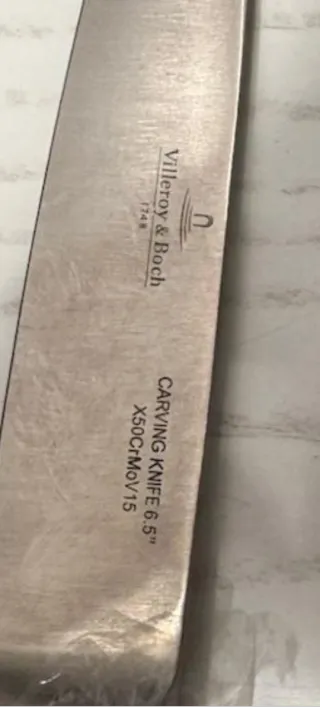 Villeroy & Boch
1748
CARVING KNIFE 6.5"
X50CrMoV15